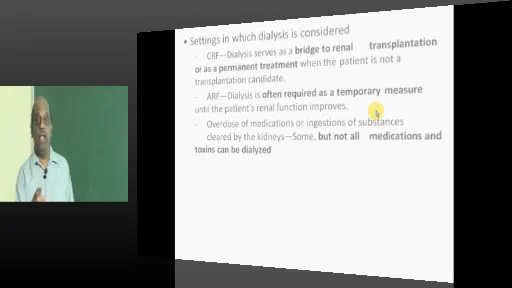 • Settings in which dialysis is considered
- CRF—Dialysis serves as a bridge to renal transplantation
or as a permanent treatment when the patient is not a
transplantation candidate.
- ARF—Dialysis is often required as a temporary measure
until the patient's renal function improves.
- Overdose of medications or ingestions of substances
cleared by the kidneys—Some, but not all medications and
toxins can be dialyzed